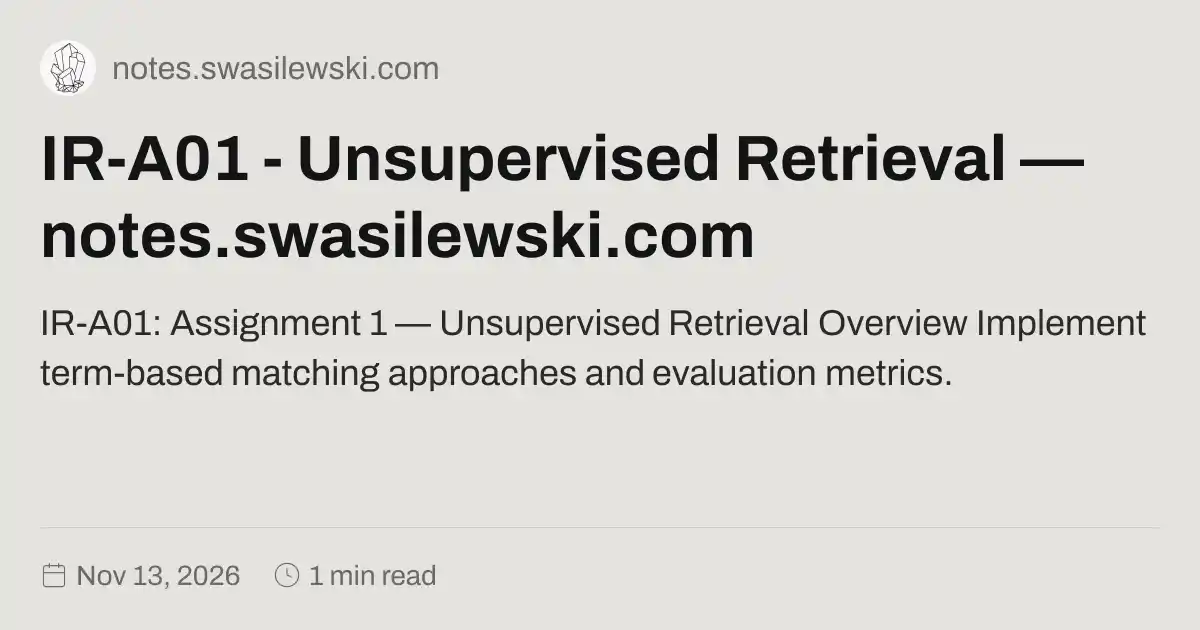 notes.swasilewski.com
IR-A01 - Unsupervised Retrieval —
notes.swasilewski.com
IR-A01: Assignment 1 — Unsupervised Retrieval Overview Implement
term-based matching approaches and evaluation metrics.
Nov 13, 2026 1 min read